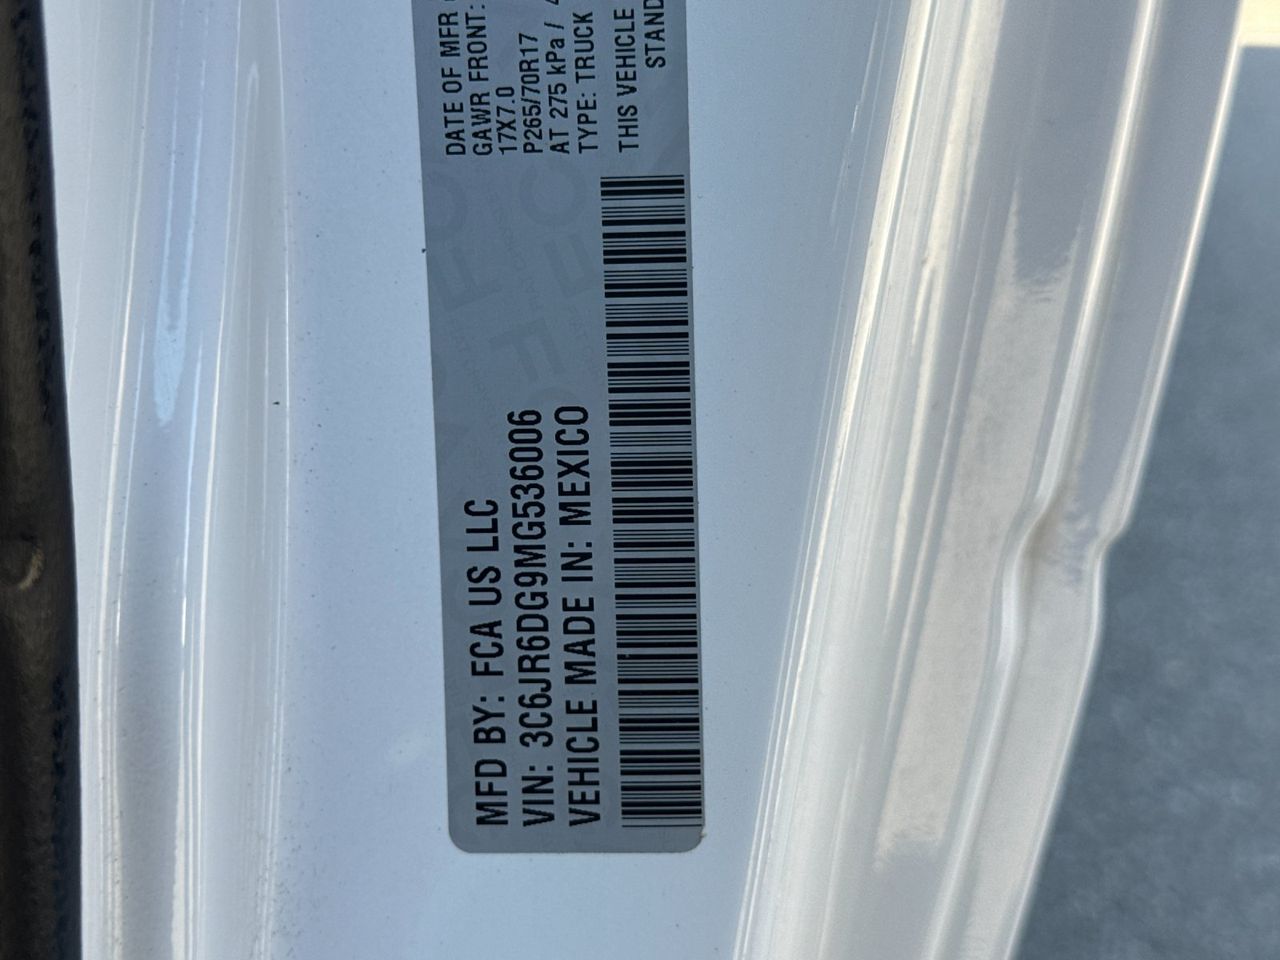 MFD BY: FCA US LLC
VIN: 3C6JR6DG9MG536006
VEHICLE MADE IN: MEXICO
DATE OF MFR
GAWR FRONT:
17X7.0
P265/70R17
AT 275 kPa /
TYPE: TRUCK
THIS VEHICLE
STAND